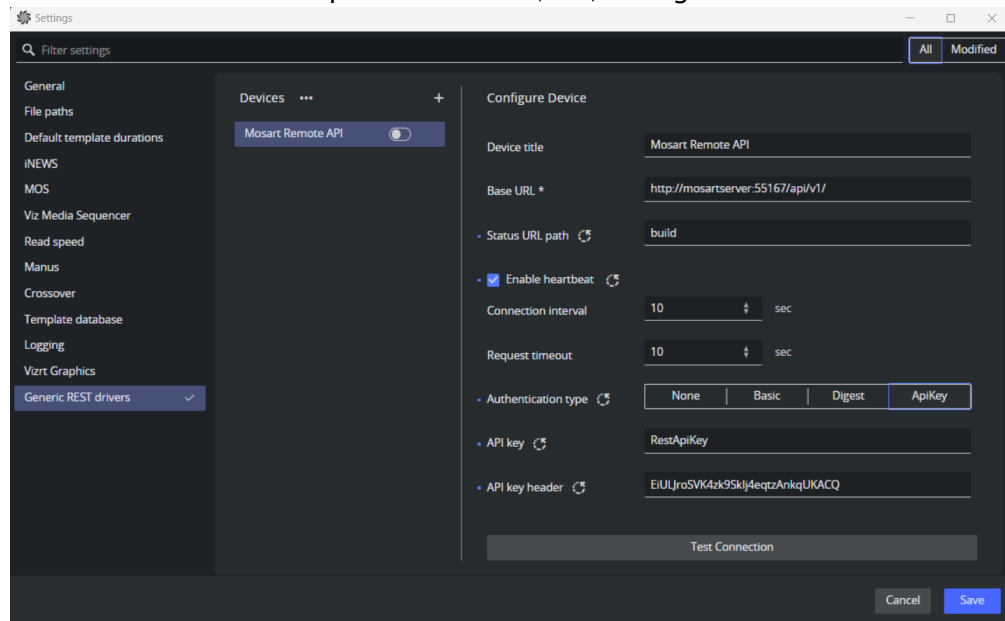 Settings
Filter settings
All
Modified
General
File paths
Default template durations
iNEWS
MOS
Viz Media Sequencer
Read speed
Manus
Crossover
Template database
Logging
Vizrt Graphics
Generic REST drivers
Devices ••• +
Mosart Remote API
Configure Device
Device title Mosart Remote API
Base URL * http://mosartserver:55167/api/v1/
Status URL path build
Enable heartbeat
Connection interval 10 sec
Request timeout 10 sec
Authentication type None Basic Digest ApiKey
API key RestApiKey
API key header EiULJroSVK4zk9SkIj4eqtzAnkqUKACQ
Test Connection
Cancel Save